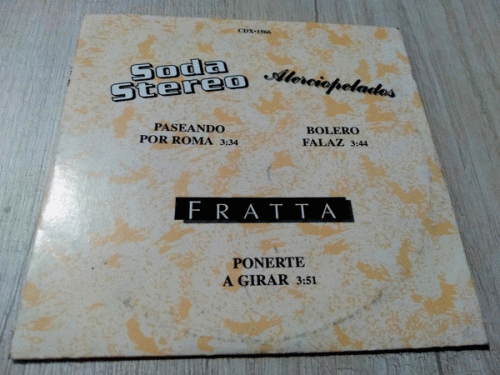 CDX-1566
Soda
Stereo
Aterciopelados
PASEANDO
POR ROMA 3:34
BOLERO
FALAZ 3:44
FRATTA
PONERTE
A GIRAR 3:51